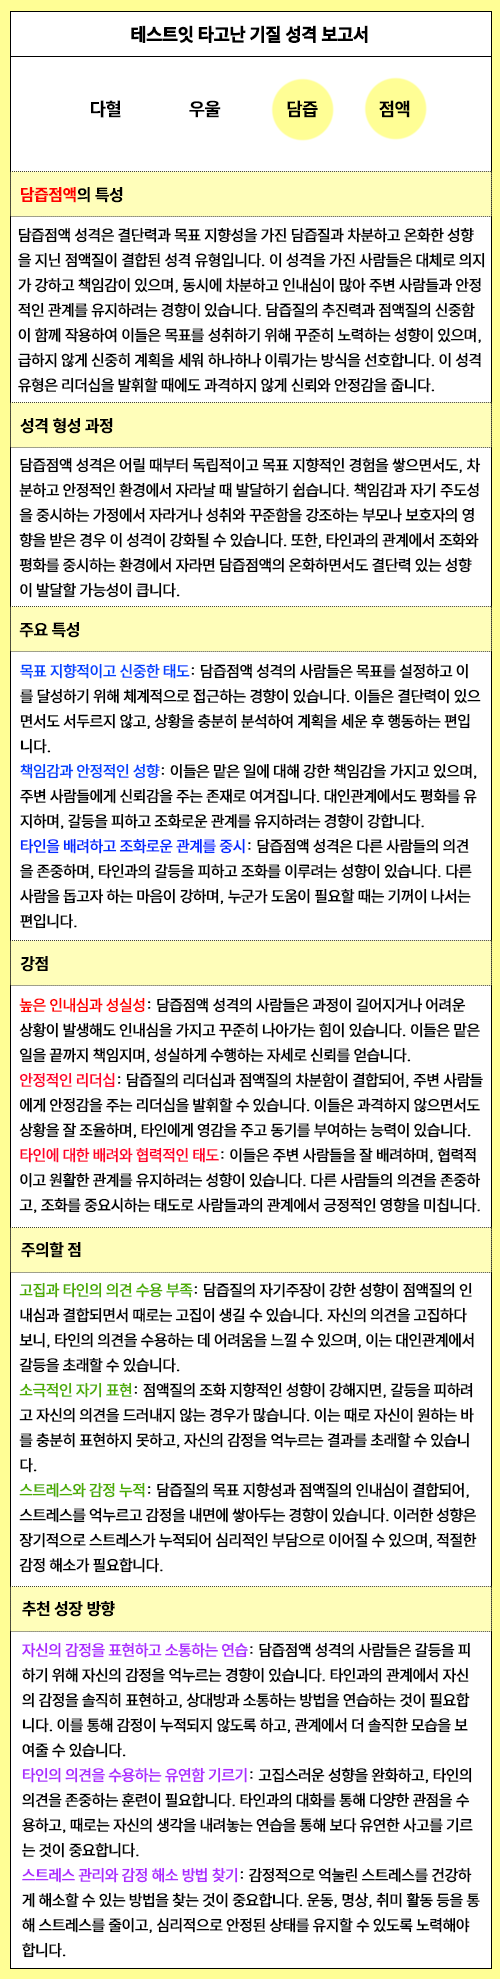 테스트잇 타고난 기질 성격 보고서
다혈 우울 담즙 점액
담즙점액의 특성
담즙점액 성격은 결단력과 목표 지향성을 가진 담즙질과 차분하고 온화한 성향
을 지닌 점액질이 결합된 성격 유형입니다. 이 성격을 가진 사람들은 대체로 의지
가 강하고 책임감이 있으며, 동시에 차분하고 인내심이 많아 주변 사람들과 안정
적인 관계를 유지하려는 경향이 있습니다. 담즙질의 추진력과 점액질의 신중함
이 함께 작용하여 이들은 목표를 성취하기 위해 꾸준히 노력하는 성향이 있으며,
급하지 않게 신중히 계획을 세워 하나하나 이뤄가는 방식을 선호합니다. 이 성격
유형은 리더십을 발휘할 때에도 과격하지 않게 신뢰와 안정감을 줍니다.
성격 형성 과정
담즙점액 성격은 어릴 때부터 독립적이고 목표 지향적인 경험을 쌓으면서도, 차
분하고 안정적인 환경에서 자라날 때 발달하기 쉽습니다. 책임감과 자기 주도성
을 중시하는 가정에서 자라거나 성취와 꾸준함을 강조하는 부모나 보호자의 영
향을 받은 경우 이 성격이 강화될 수 있습니다. 또한, 타인과의 관계에서 조화와
평화를 중시하는 환경에서 자라면 담즙점액의 온화하면서도 결단력 있는 성향
이 발달할 가능성이 큽니다.
주요 특성
목표 지향적이고 신중한 태도: 담즙점액 성격의 사람들은 목표를 설정하고 이
를 달성하기 위해 체계적으로 접근하는 경향이 있습니다. 이들은 결단력이 있으
면서도 서두르지 않고, 상황을 충분히 분석하여 계획을 세운 후 행동하는 편입
니다.
책임감과 안정적인 성향: 이들은 맡은 일에 대해 강한 책임감을 가지고 있으며,
주변 사람들에게 신뢰감을 주는 존재로 여겨집니다. 대인관계에서도 평화를 유
지하며, 갈등을 피하고 조화로운 관계를 유지하려는 경향이 강합니다.
타인을 배려하고 조화로운 관계를 중시: 담즙점액 성격은 다른 사람들의 의견
을 존중하며, 타인과의 갈등을 피하고 조화를 이루려는 성향이 있습니다. 다른
사람을 돕고자 하는 마음이 강하며, 누군가 도움이 필요할 때는 기꺼이 나서는
편입니다.
강점
높은 인내심과 성실성: 담즙점액 성격의 사람들은 과정이 길어지거나 어려운
상황이 발생해도 인내심을 가지고 꾸준히 나아가는 힘이 있습니다. 이들은 맡은
일을 끝까지 책임지며, 성실하게 수행하는 자세로 신뢰를 얻습니다.
안정적인 리더십: 담즙질의 리더십과 점액질의 차분함이 결합되어, 주변 사람들
에게 안정감을 주는 리더십을 발휘할 수 있습니다. 이들은 과격하지 않으면서도
상황을 잘 조율하며, 타인에게 영감을 주고 동기를 부여하는 능력이 있습니다.
타인에 대한 배려와 협력적인 태도: 이들은 주변 사람들을 잘 배려하며, 협력적
이고 원활한 관계를 유지하려는 성향이 있습니다. 다른 사람들의 의견을 존중하
고, 조화를 중요시하는 태도로 사람들과의 관계에서 긍정적인 영향을 미칩니다.
주의할 점
고집과 타인의 의견 수용 부족: 담즙질의 자기주장이 강한 성향이 점액질의 인
내심과 결합되면서 때로는 고집이 생길 수 있습니다. 자신의 의견을 고집하다
보니, 타인의 의견을 수용하는 데 어려움을 느낄 수 있으며, 이는 대인관계에서
갈등을 초래할 수 있습니다.
소극적인 자기 표현: 점액질의 조화 지향적인 성향이 강해지면, 갈등을 피하려
고 자신의 의견을 드러내지 않는 경우가 많습니다. 이는 때로 자신이 원하는 바
를 충분히 표현하지 못하고, 자신의 감정을 억누르는 결과를 초래할 수 있습니
다.
스트레스와 감정 누적: 담즙질의 목표 지향성과 점액질의 인내심이 결합되어,
스트레스를 억누르고 감정을 내면에 쌓아두는 경향이 있습니다. 이러한 성향은
장기적으로 스트레스가 누적되어 심리적인 부담으로 이어질 수 있으며, 적절한
감정 해소가 필요합니다.
추천 성장 방향
자신의 감정을 표현하고 소통하는 연습: 담즙점액 성격의 사람들은 갈등을 피
하기 위해 자신의 감정을 억누르는 경향이 있습니다. 타인과의 관계에서 자신
의 감정을 솔직히 표현하고, 상대방과 소통하는 방법을 연습하는 것이 필요합
니다. 이를 통해 감정이 누적되지 않도록 하고, 관계에서 더 솔직한 모습을 보
여줄 수 있습니다.
타인의 의견을 수용하는 유연함 기르기: 고집스러운 성향을 완화하고, 타인의
의견을 존중하는 훈련이 필요합니다. 타인과의 대화를 통해 다양한 관점을 수
용하고, 때로는 자신의 생각을 내려놓는 연습을 통해 보다 유연한 사고를 기르
는 것이 중요합니다.
스트레스 관리와 감정 해소 방법 찾기: 감정적으로 억눌린 스트레스를 건강하
게 해소할 수 있는 방법을 찾는 것이 중요합니다. 운동, 명상, 취미 활동 등을 통
해 스트레스를 줄이고, 심리적으로 안정된 상태를 유지할 수 있도록 노력해야
합니다.